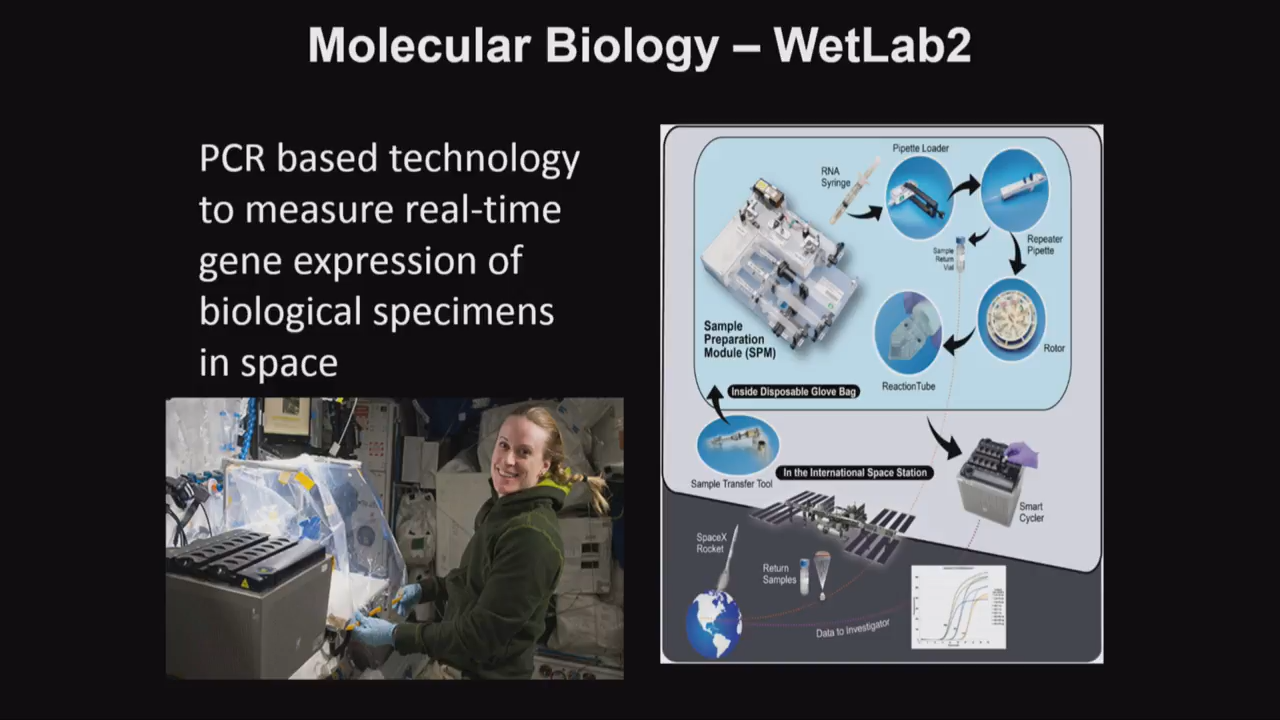 Molecular Biology – WetLab2
PCR based technology
to measure real-time
gene expression of
biological specimens
in space
Pipette Loader
RNA
Syringe
Repeater
Pipette
Sample
Return
Vial
Sample
Preparation
Module (SPM)
Rotor
ReactionTube
Inside Disposable Glove Bag
In the International Space Station
Sample Transfer Tool
Smart
Cycler
SpaceX
Rocket
Return
Samples
Data to Investigator